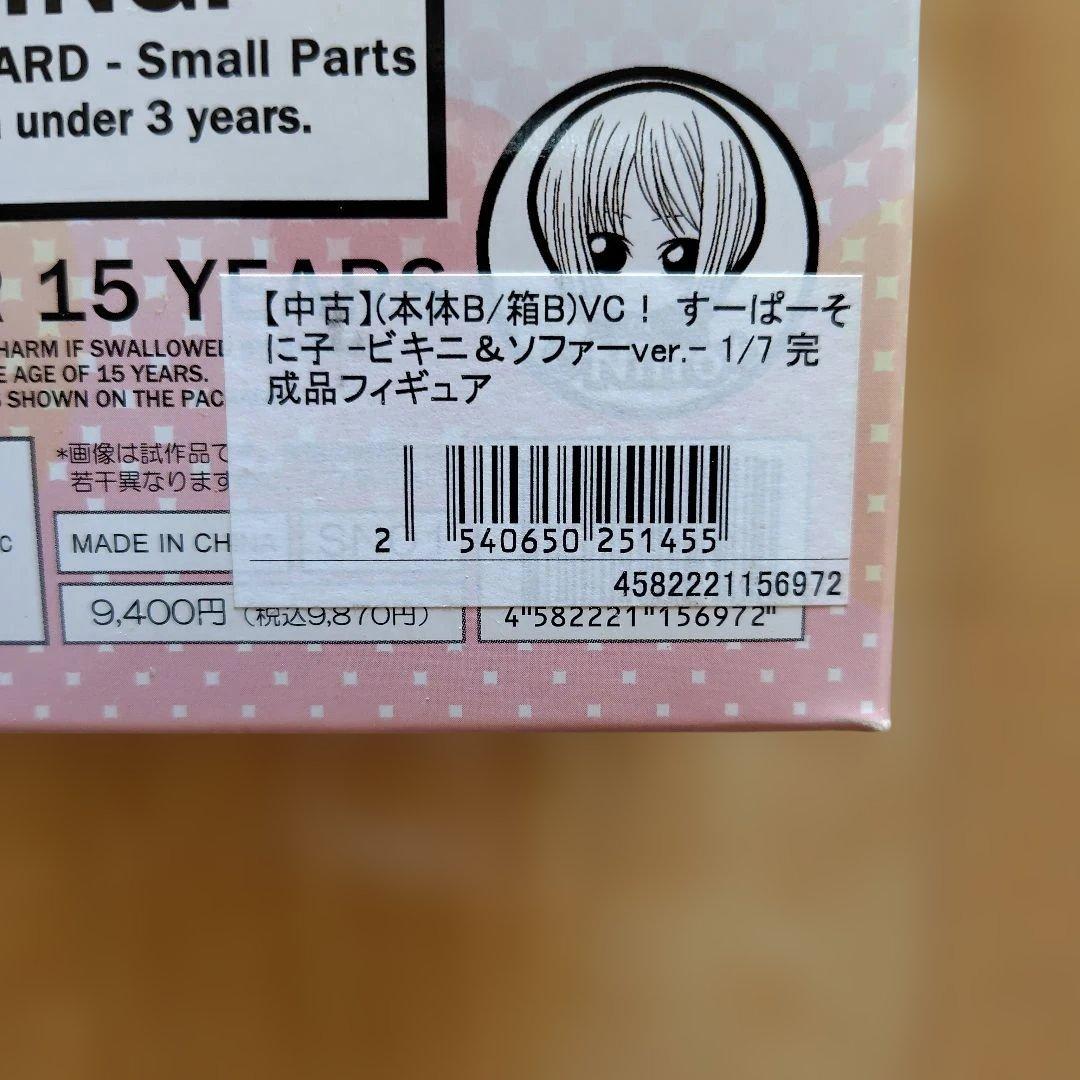 ARD - Small Parts
under 3 years.
15 YEARS
HARM IF SWALLOWED
AGE OF 15 YEARS.
SHOWN ON THE PAC
【中古】(本体B/箱B)VC！ すーぱーそ
に子 -ビキニ＆ソファーver.- 1/7 完
成品フィギュア
*画像は試作品で
若干異なります
2 540650 251455
MADE IN CHINA
4582221156972
9,400円 (税込9,870円)
4"582221"156972"